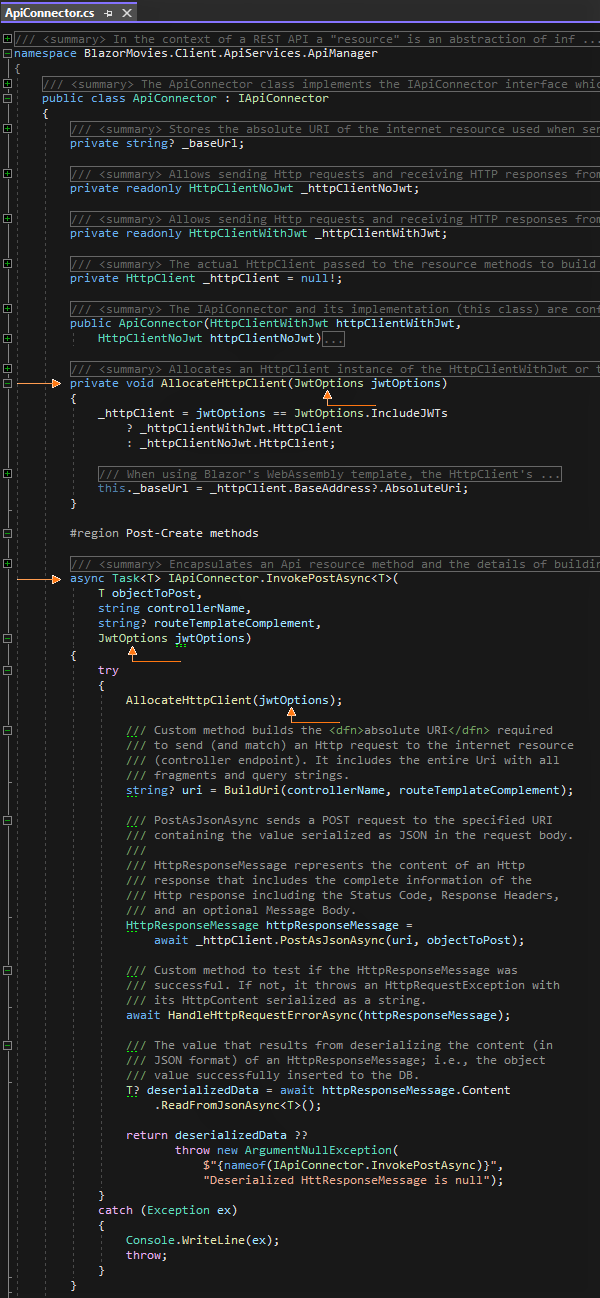 ApiConnector.cs
/// <summary> In the context of a REST API a "resource" is an abstraction of inf ...
namespace BlazorMovies.Client.ApiServices.ApiManager
{
/// <summary> The ApiConnector class implements the IApiConnector interface whic
public class ApiConnector : IApiConnector
{
/// <summary> Stores the absolute URI of the internet resource used when sen
private string? _baseUrl;
/// <summary> Allows sending Http requests and receiving HTTP responses from
private readonly HttpClientNoJwt _httpClientNoJwt;
/// <summary> Allows sending Http requests and receiving HTTP responses from
private readonly HttpClientWithJwt _httpClientWithJwt;
/// <summary> The actual HttpClient passed to the resource methods to build
private HttpClient _httpClient = null!;
/// <summary> The IApiConnector and its implementation (this class) are conf
public ApiConnector(HttpClientWithJwt httpClientWithJwt,
HttpClientNoJwt httpClientNoJwt)...
/// <summary> Allocates an HttpClient instance of the HttpClientWithJwt or t
private void AllocateHttpClient(JwtOptions jwtOptions)
{
_httpClient = jwtOptions == JwtOptions.IncludeJWTs
? _httpClientWithJwt.HttpClient
: _httpClientNoJwt.HttpClient;
/// When using Blazor's WebAssembly template, the HttpClient's ...
this._baseUrl = _httpClient.BaseAddress?.AbsoluteUri;
}
#region Post-Create methods
/// <summary> Encapsulates an Api resource method and the details of building
async Task<T> IApiConnector.InvokePostAsync<T>(
T objectToPost,
string controllerName,
string? routeTemplateComplement,
JwtOptions jwtOptions)
{
try
{
AllocateHttpClient(jwtOptions);
/// Custom method builds the <dfn>absolute URI</dfn> required
/// to send (and match) an Http request to the internet resource
/// (controller endpoint). It includes the entire Uri with all
/// fragments and query strings.
string? uri = BuildUri(controllerName, routeTemplateComplement);
/// PostAsJsonAsync sends a POST request to the specified URI
/// containing the value serialized as JSON in the request body.
///
/// HttpResponseMessage represents the content of an Http
/// response that includes the complete information of the
/// Http response including the Status Code, Response Headers,
/// and an optional Message Body.
HttpResponseMessage httpResponseMessage =
await _httpClient.PostAsJsonAsync(uri, objectToPost);
/// Custom method to test if the HttpResponseMessage was
/// successful. If not, it throws an HttpRequestException with
/// its HttpContent serialized as a string.
await HandleHttpRequestErrorAsync(httpResponseMessage);
/// The value that results from deserializing the content (in
/// JSON format) of an HttpResponseMessage; i.e., the object
/// value successfully inserted to the DB.
T? deserializedData = await httpResponseMessage.Content
.ReadFromJsonAsync<T>();
return deserializedData ??
throw new ArgumentNullException(
$"{nameof(IApiConnector.InvokePostAsync)}",
"Deserialized HttResponseMessage is null");
}
catch (Exception ex)
{
Console.WriteLine(ex);
throw;
}
}